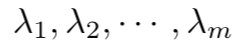 λ₁, λ₂, ⋯ , λₘ